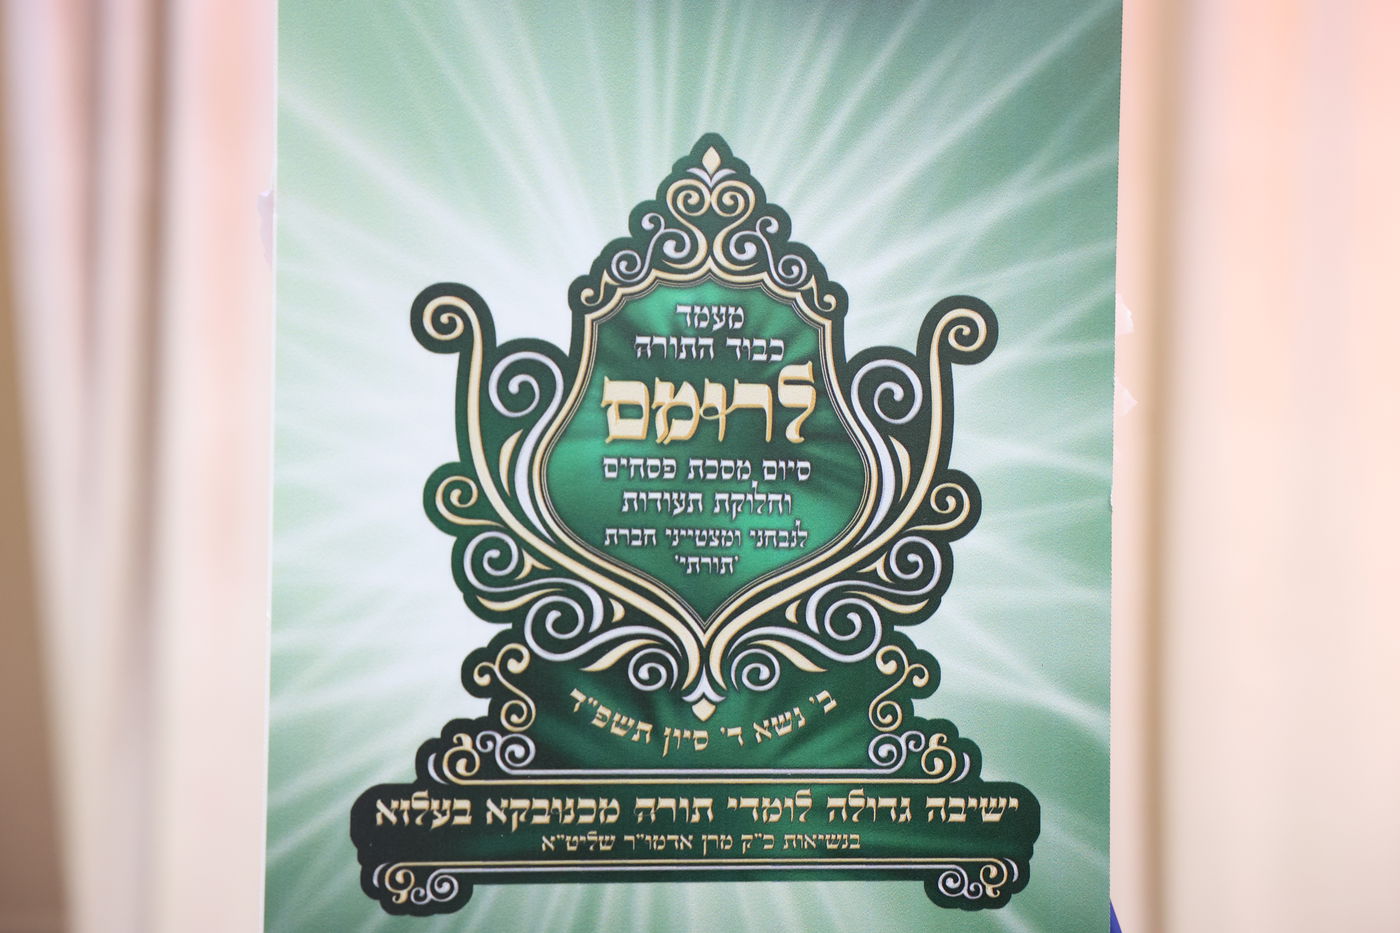 מעמד
כבוד התורה
לרומם
סיום מסכת פסחים
וחלוקת תעודות
לנבחני ומצטייני חברת
'תורתי'
ב' נשא ד' סיון תשפ"ד
ישיבה גדולה לומדי תורה מכנובקא בעלזא
בנשיאות כ"ק מרן אדמו"ר שליט"א